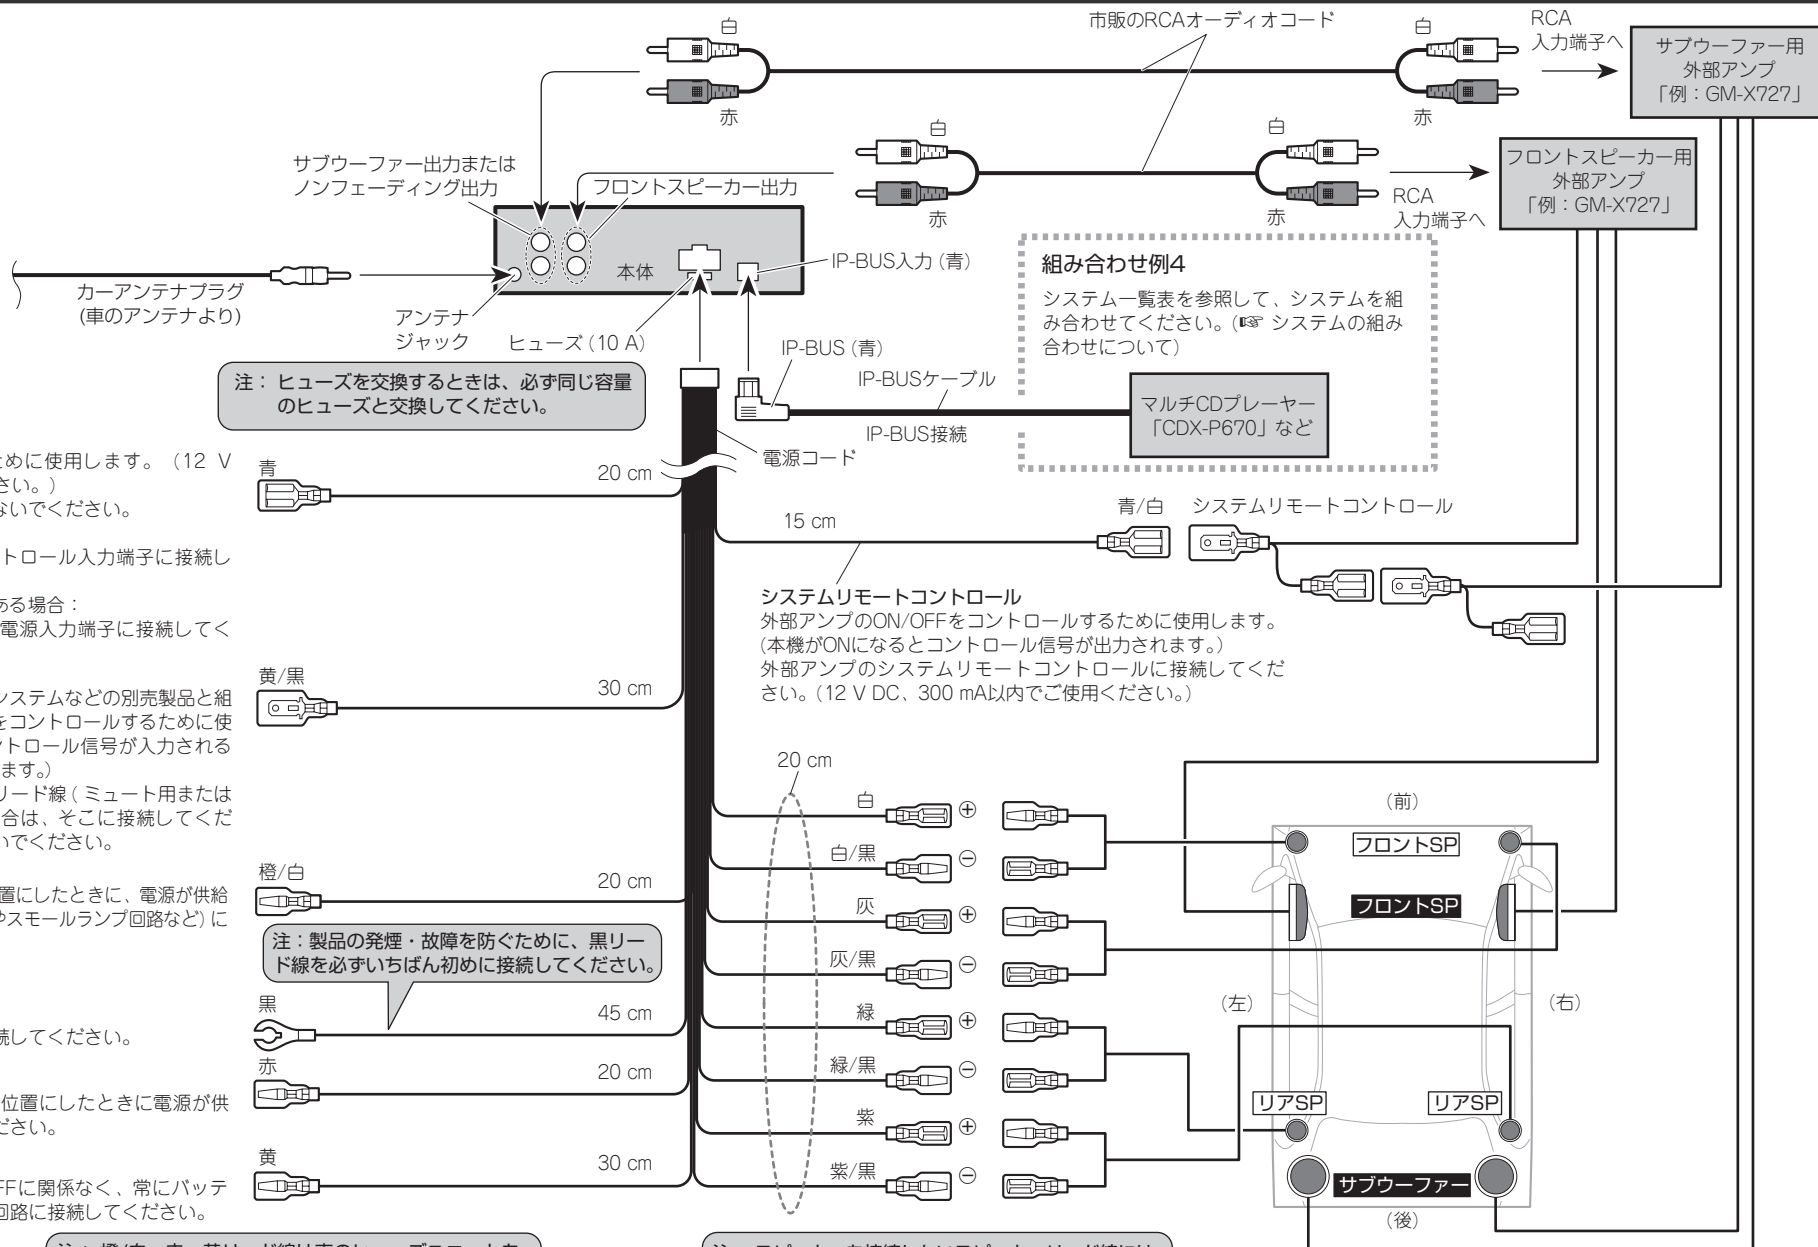 市販のRCAオーディオコード
白
赤
白
赤
RCA
入力端子へ
サブウーファー用
外部アンプ
「例：GM-X727」
白
赤
白
赤
RCA
入力端子へ
フロントスピーカー用
外部アンプ
「例：GM-X727」
サブウーファー出力または
ノンフェーディング出力
フロントスピーカー出力
本体
IP-BUS入力（青）
カーアンテナプラグ
(車のアンテナより)
アンテナ
ジャック
ヒューズ（10 A）
注： ヒューズを交換するときは、必ず同じ容量
のヒューズと交換してください。
IP-BUS（青）
IP-BUSケーブル
IP-BUS接続
電源コード
組み合わせ例4
システム一覧表を参照して、システムを組
み合わせてください。(☞ システムの組み
合わせについて)
マルチCDプレーヤー
「CDX-P670」など
ために使用します。（12 V
さい。）
ないでください。
トロール入力端子に接続し
ある場合：
電源入力端子に接続してく
システムなどの別売製品と組
をコントロールするために使
ントロール信号が入力される
ます。）
リード線（ミュート用または
合は、そこに接続してくだ
いでください。
置にしたときに、電源が供給
やスモールランプ回路など）に
続してください。
位置にしたときに電源が供
ださい。
FFに関係なく、常にバッテ
回路に接続してください。
青
20 cm
黄/黒
30 cm
橙/白
20 cm
注：製品の発煙・故障を防ぐために、黒リー
ド線を必ずいちばん初めに接続してください。
黒
45 cm
赤
20 cm
黄
30 cm
15 cm
青/白
システムリモートコントロール
システムリモートコントロール
外部アンプのON/OFFをコントロールするために使用します。
（本機がONになるとコントロール信号が出力されます。）
外部アンプのシステムリモートコントロールに接続してくだ
さい。（12 V DC、300 mA以内でご使用ください。）
20 cm
白
⊕
白/黒
⊖
灰
⊕
灰/黒
⊖
緑
⊕
緑/黒
⊖
紫
⊕
紫/黒
⊖
（前）
フロントSP
フロントSP
（左）
（右）
リアSP
リアSP
サブウーファー
（後）